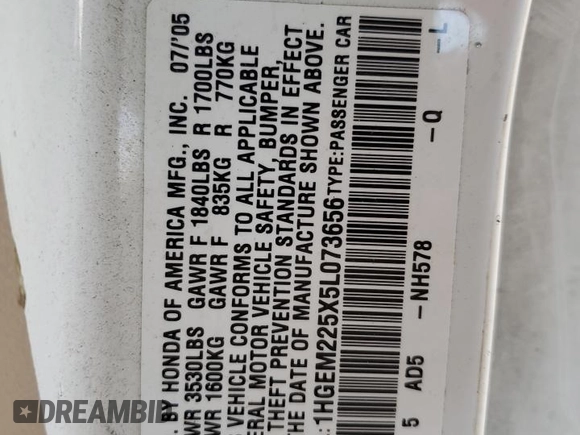 BY HONDA OF AMERICA MFG., INC. 07/'05
WR 3530LBS GAWR F 1840LBS R 1700LBS
WR 1600KG GAWR F 835KG R 770KG
VEHICLE CONFORMS TO ALL APPLICABLE
ERAL MOTOR VEHICLE SAFETY, BUMPER,
THEFT PREVENTION STANDARDS IN EFFECT
THE DATE OF MANUFACTURE SHOWN ABOVE.
: 1HGEM225X5L073656 TYPE:PASSENGER CAR
5 AD5 -NH578 -Q -L
AUTOHELPERBOT.COM